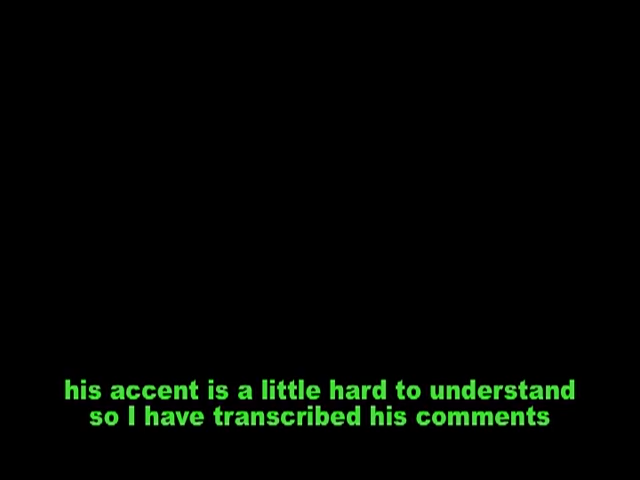 his accent is a little hard to understand
so I have transcribed his comments